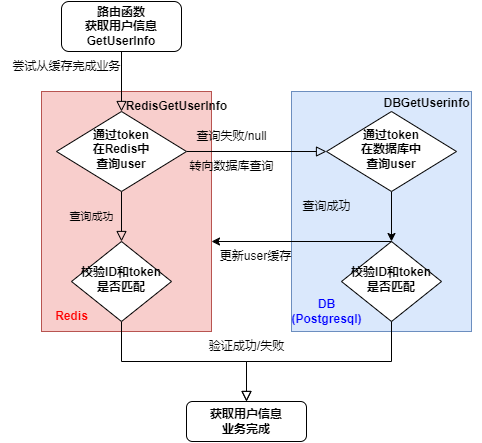 路由函数
获取用户信息
GetUserInfo
尝试从缓存完成业务
RedisGetUserInfo
DBGetUserinfo
通过token
在Redis中
查询user
查询失败/null
转向数据库查询
通过token
在数据库中
查询user
查询成功
查询成功
校验ID和token
是否匹配
更新user缓存
校验ID和token
是否匹配
Redis
DB
(Postgresql)
验证成功/失败
获取用户信息
业务完成